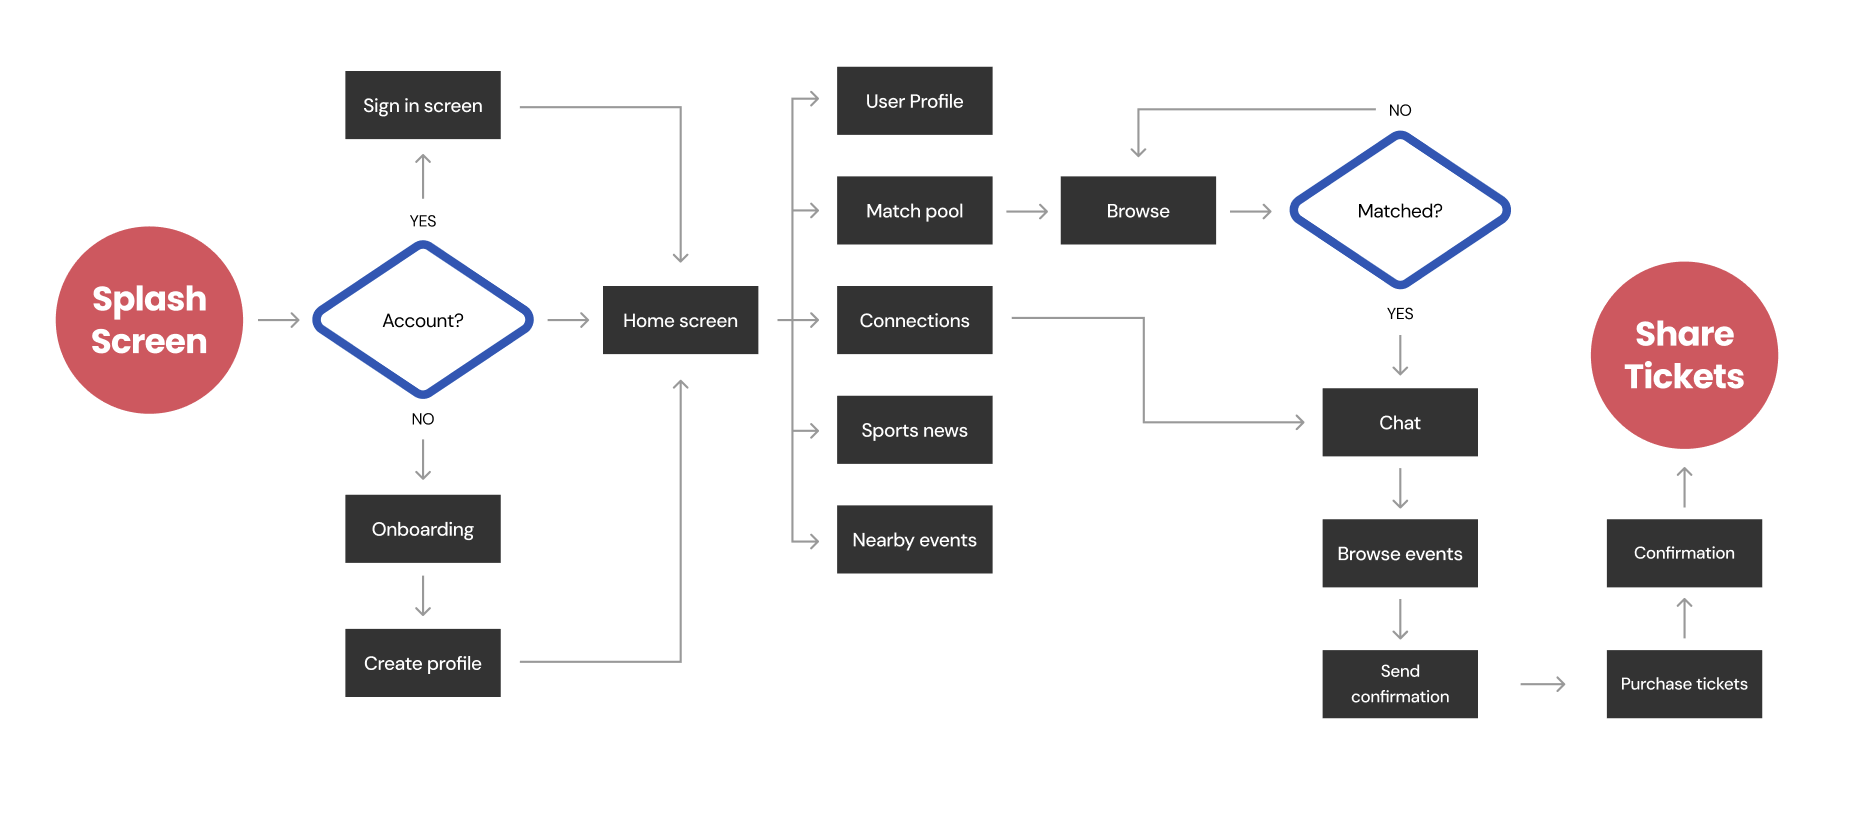 Splash
Screen
Sign in screen
YES
Account?
NO
Onboarding
Create profile
Home screen
User Profile
Match pool
Connections
Sports news
Nearby events
Browse
NO
Matched?
YES
Chat
Browse events
Send
confirmation
Purchase tickets
Confirmation
Share
Tickets